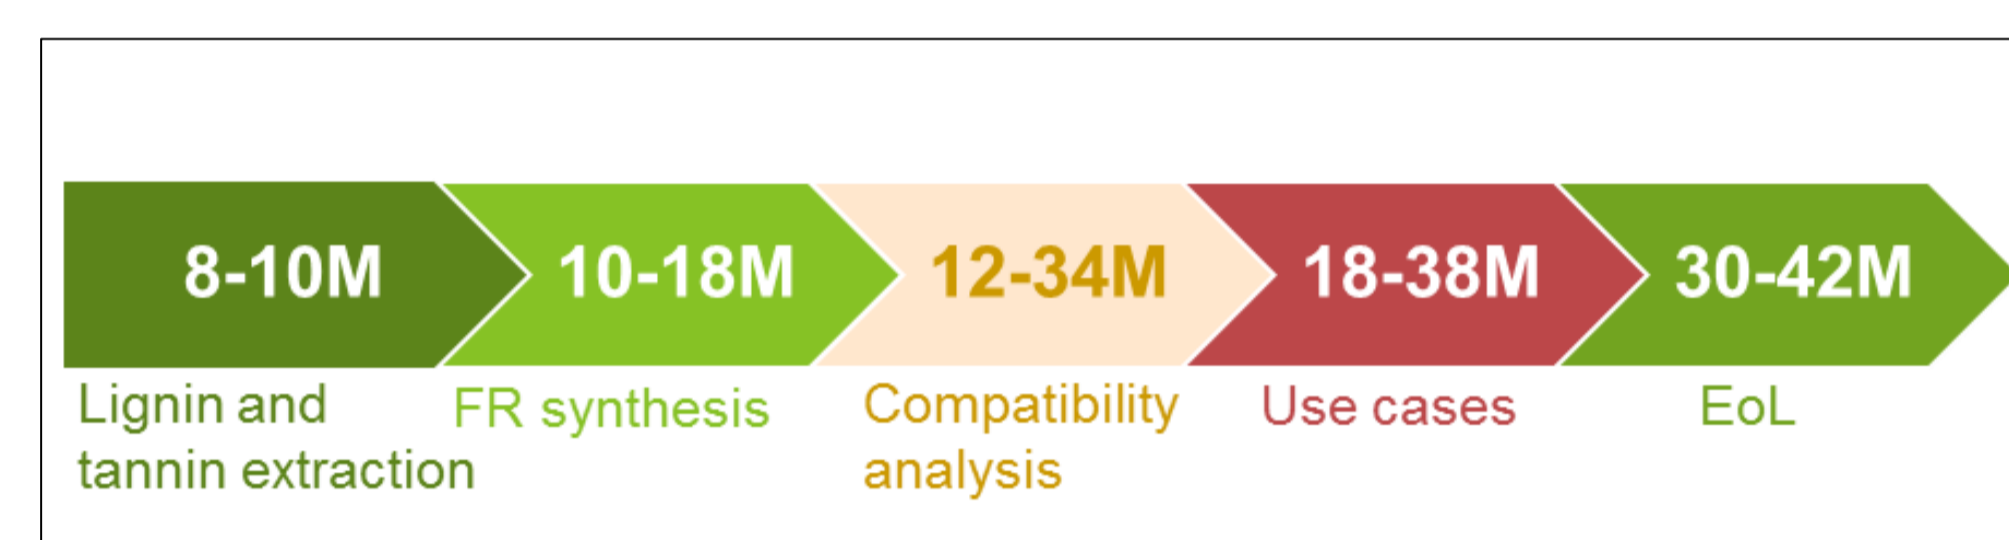 8-10M
10-18M
12-34M
18-38M
30-42M
Lignin and
tannin extraction
FR synthesis
Compatibility
analysis
Use cases
EoL